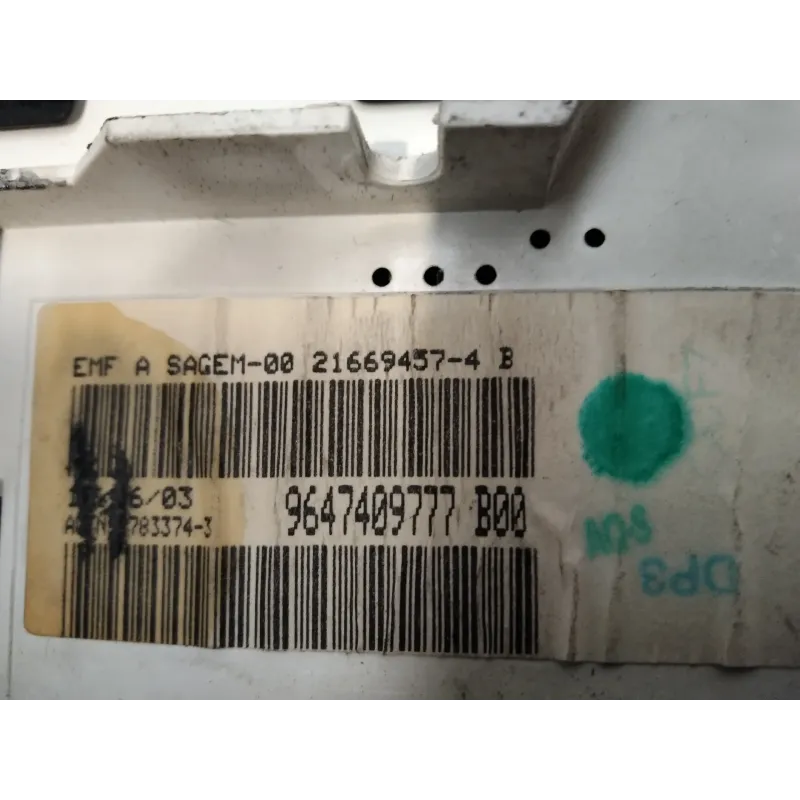 EMF A SAGEM-00 21669457-4 B
9647409777 B00
DP3